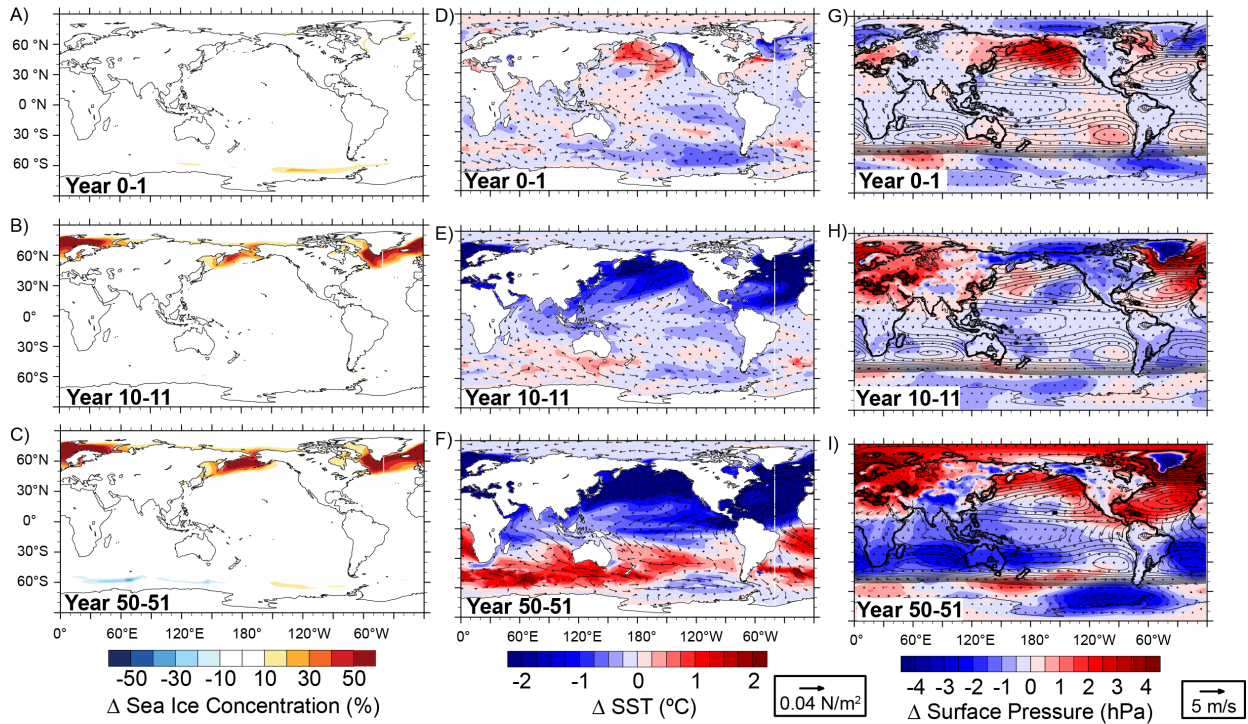 A)
60°N
30°N
0°N
30°S
60°S
Year 0-1
D)
Year 0-1
G)
Year 0-1
B)
60°N
30°N
0°
30°S
60°S
Year 10-11
E)
Year 10-11
H)
Year 10-11
C)
60°N
30°N
0°
30°S
60°S
Year 50-51
F)
Year 50-51
I)
Year 50-51
0° 60°E 120°E 180° 120°W 60°W
0° 60°E 120°E 180° 120°W 60°W
0° 60°E 120°E 180° 120°W 60°W
-50 -30 -10 10 30 50
Δ Sea Ice Concentration (%)
-2 -1 0 1 2
Δ SST (ºC)
0.04 N/m²
-4 -3 -2 -1 0 1 2 3 4
Δ Surface Pressure (hPa)
5 m/s